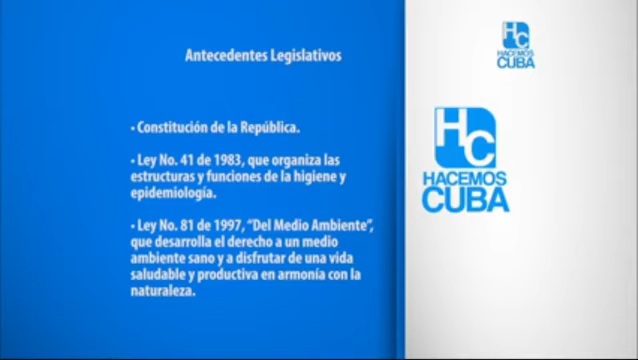 Antecedentes Legislativos
• Constitución de la República.
• Ley No. 41 de 1983, que organiza las
estructuras y funciones de la higiene y
epidemiología.
• Ley No. 81 de 1997, “Del Medio Ambiente”,
que desarrolla el derecho a un medio
ambiente sano y a disfrutar de una vida
saludable y productiva en armonía con la
naturaleza.
HC
HACEMOS
CUBA
HC
HACEMOS
CUBA